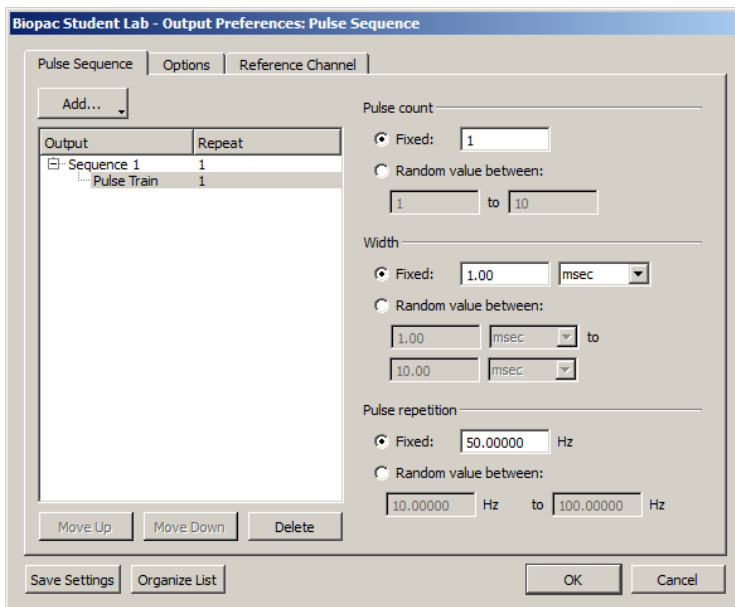 Biopac Student Lab - Output Preferences: Pulse Sequence
Pulse Sequence Options Reference Channel
Add...
Output Repeat
Sequence 1 1
Pulse Train 1
Move Up Move Down Delete
Pulse count
Fixed: 1
Random value between:
1 to 10
Width
Fixed: 1.00 msec
Random value between:
1.00 msec to
10.00 msec
Pulse repetition
Fixed: 50.00000 Hz
Random value between:
10.00000 Hz to 100.00000 Hz
Save Settings Organize List OK Cancel